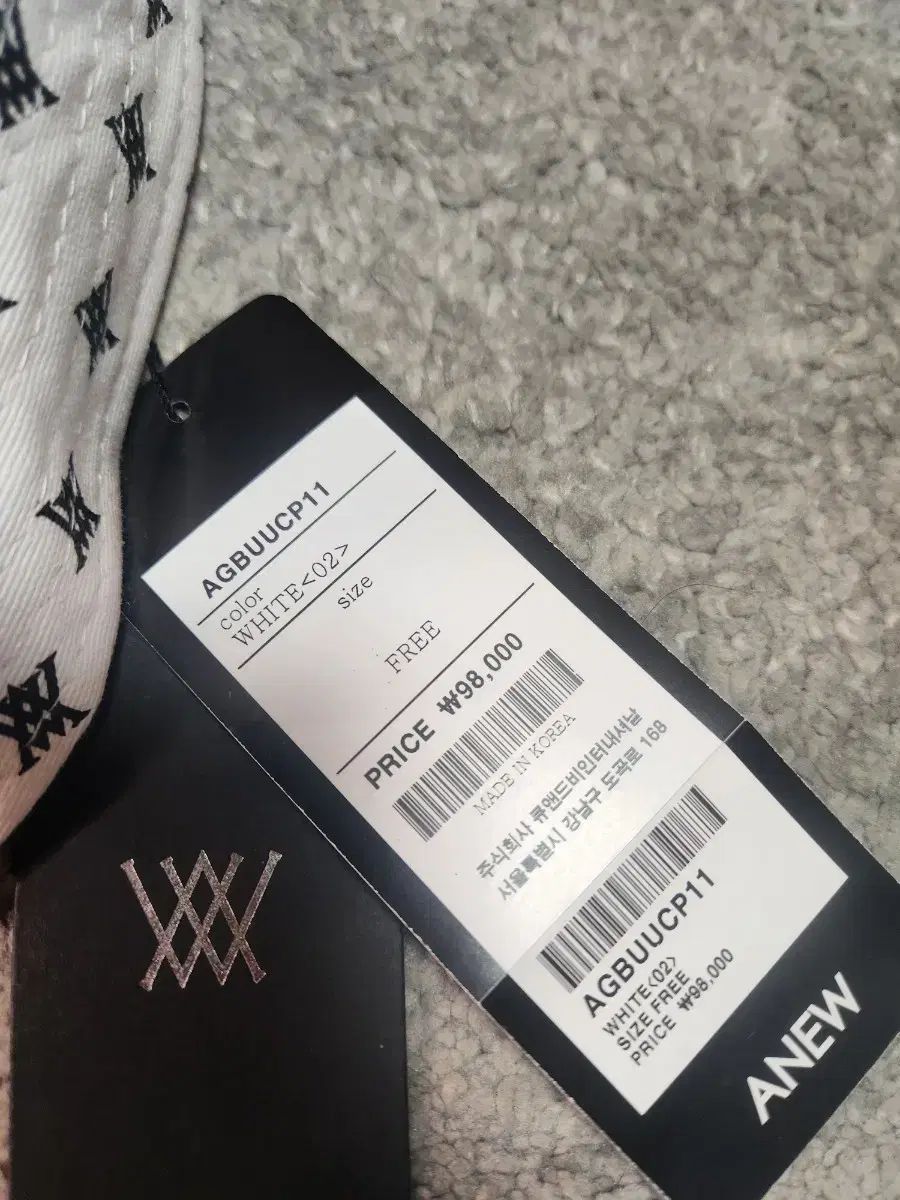 AGBUUCP11
color
WHITE<02>
size
FREE
PRICE ₩98,000
MADE IN KOREA
주식회사 큐앤드비인터내셔날
서울특별시 강남구 도곡로 168
AGBUUCP11
WHITE<02>
SIZE FREE
PRICE ₩98,000
ANEW